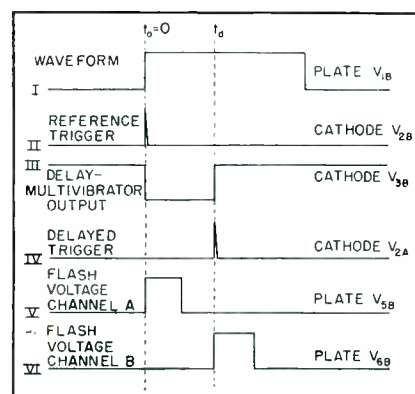 t₀=0 t_d
WAVEFORM
I PLATE V₁B
REFERENCE
TRIGGER
II CATHODE V₂B
III
DELAY-
MULTIVIBRATOR
OUTPUT
CATHODE V₃B
DELAYED
TRIGGER
IV CATHODE V₂A
FLASH
VOLTAGE
CHANNEL A
V PLATE V₅B
FLASH
VOLTAGE
CHANNEL B
VI PLATE V₆B